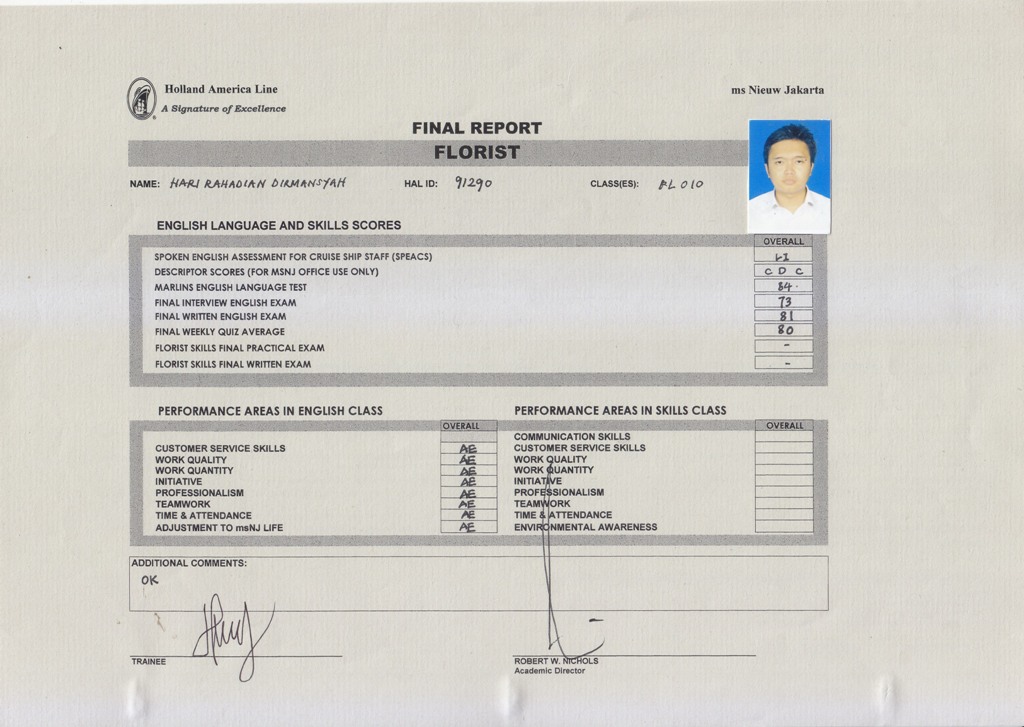 Holland America Line
A Signature of Excellence
ms Nieuw Jakarta
FINAL REPORT
FLORIST
NAME: HARI RAHADIAN DIRMANSYAH HAL ID: 91290 CLASS(ES): AL 010
ENGLISH LANGUAGE AND SKILLS SCORES
OVERALL
SPOKEN ENGLISH ASSESSMENT FOR CRUISE SHIP STAFF (SPEACS) L1
DESCRIPTOR SCORES (FOR MSNJ OFFICE USE ONLY) C D C
MARLINS ENGLISH LANGUAGE TEST 84.
FINAL INTERVIEW ENGLISH EXAM 73
FINAL WRITTEN ENGLISH EXAM 81
FINAL WEEKLY QUIZ AVERAGE 80
FLORIST SKILLS FINAL PRACTICAL EXAM -
FLORIST SKILLS FINAL WRITTEN EXAM -
PERFORMANCE AREAS IN ENGLISH CLASS
OVERALL
CUSTOMER SERVICE SKILLS AE
WORK QUALITY AE
WORK QUANTITY AE
INITIATIVE AE
PROFESSIONALISM AE
TEAMWORK AE
TIME & ATTENDANCE AE
ADJUSTMENT TO msNJ LIFE AE
PERFORMANCE AREAS IN SKILLS CLASS
OVERALL
COMMUNICATION SKILLS
CUSTOMER SERVICE SKILLS
WORK QUALITY
WORK QUANTITY
INITIATIVE
PROFESSIONALISM
TEAMWORK
TIME & ATTENDANCE
ENVIRONMENTAL AWARENESS
ADDITIONAL COMMENTS:
OK
TRAINEE
ROBERT W. NICHOLS
Academic Director